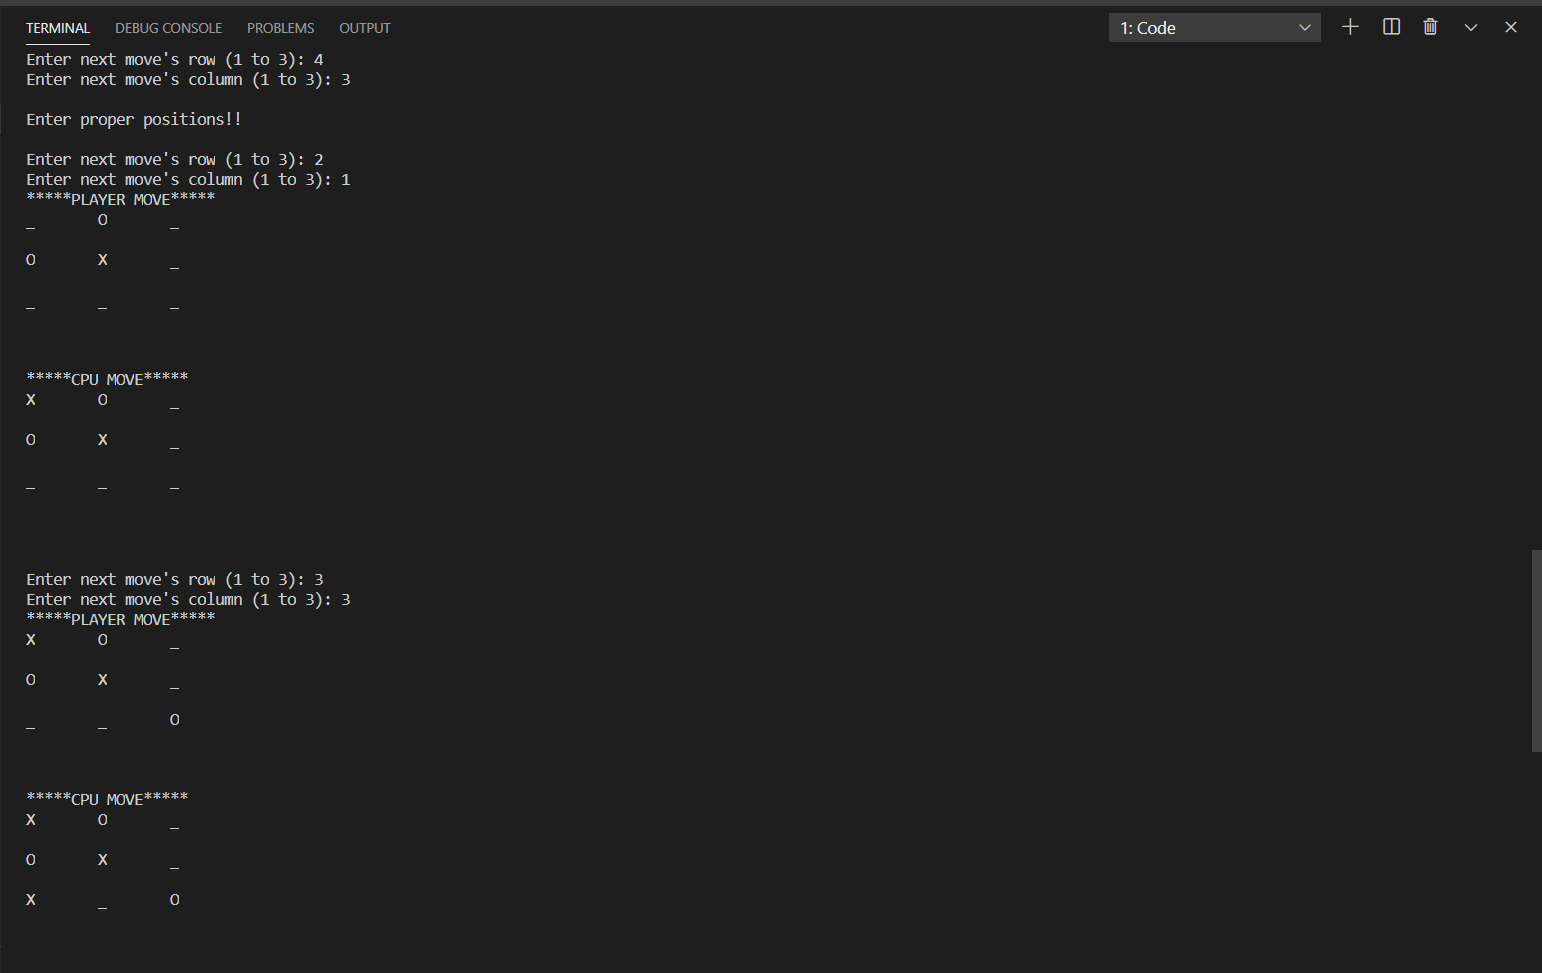 TERMINAL DEBUG CONSOLE PROBLEMS OUTPUT 1: Code
Enter next move's row (1 to 3): 4
Enter next move's column (1 to 3): 3
Enter proper positions!!
Enter next move's row (1 to 3): 2
Enter next move's column (1 to 3): 1
*****PLAYER MOVE*****
_ O _
O X _
_ _ _
*****CPU MOVE*****
X O _
O X _
_ _ _
Enter next move's row (1 to 3): 3
Enter next move's column (1 to 3): 3
*****PLAYER MOVE*****
X O _
O X _
_ _ O
*****CPU MOVE*****
X O _
O X _
X _ O